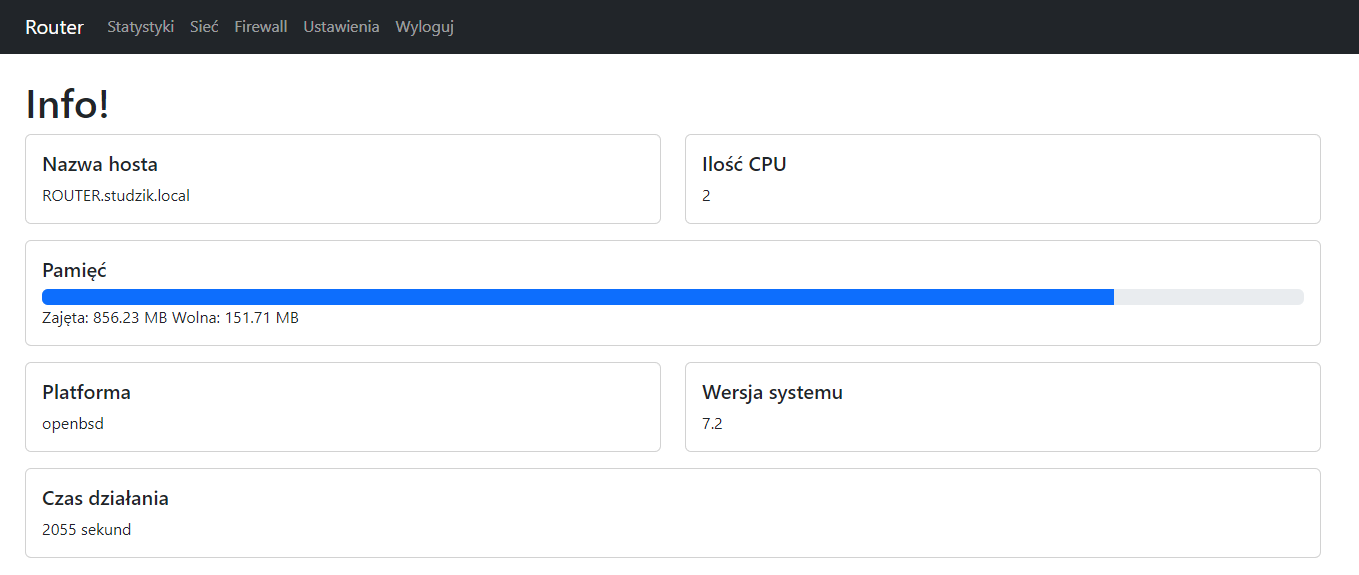 Router Statystyki Sieć Firewall Ustawienia Wyloguj
Info!
Nazwa hosta
ROUTER.studzik.local
Ilość CPU
2
Pamięć
Zajęta: 856.23 MB Wolna: 151.71 MB
Platforma
openbsd
Wersja systemu
7.2
Czas działania
2055 sekund